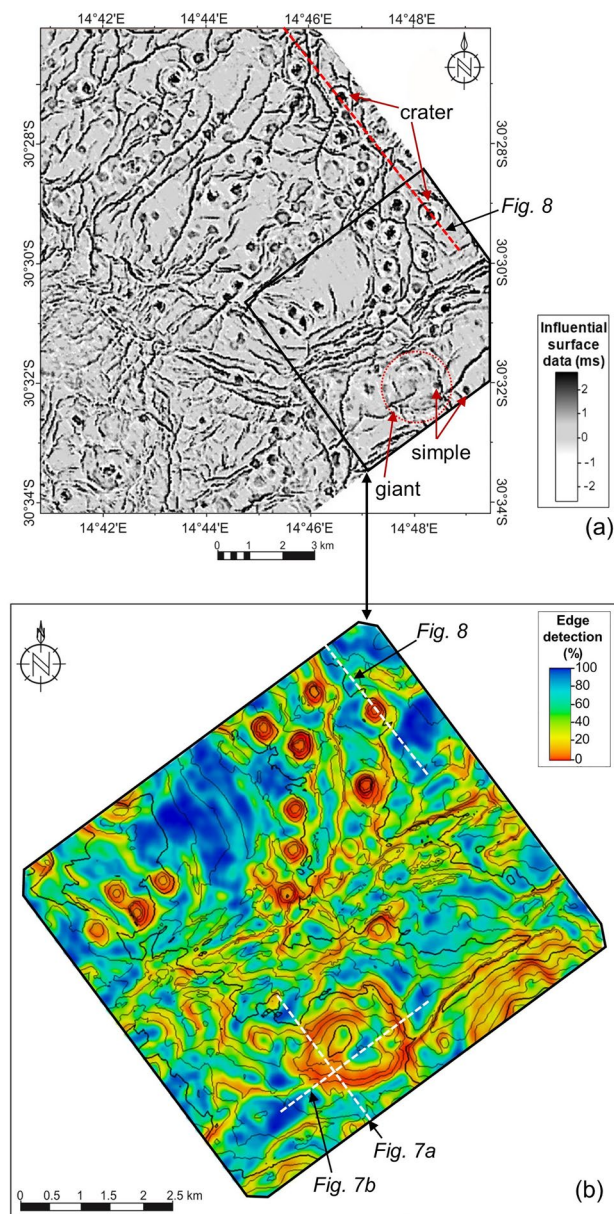 14°42'E 14°44'E 14°46'E 14°48'E
N
crater
30°28'S 30°28'S
Fig. 8
30°30'S 30°30'S
Influential
surface
data (ms)
2
1
0
-1
-2
30°32'S 30°32'S
simple
giant
30°34'S 30°34'S
14°42'E 14°44'E 14°46'E 14°48'E
(a)
0 1 2 3 km
N
Fig. 8
Edge
detection
(%)
100
80
60
40
20
0
Fig. 7a
Fig. 7b
0 0.5 1 2 2.5 km
(b)